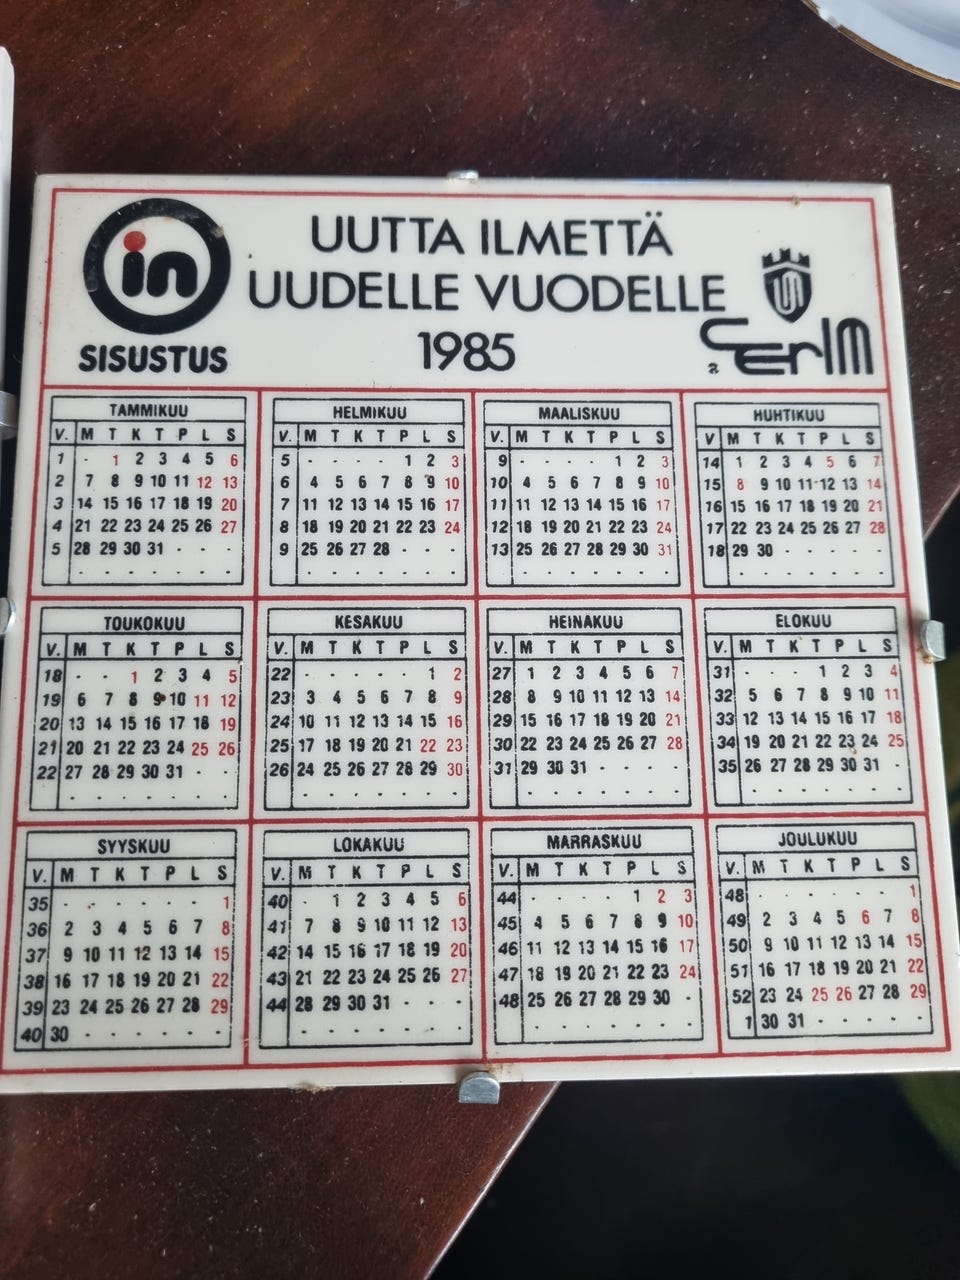 in
SISUSTUS
UUTTA ILMETTÄ
UUDELLE VUODELLE
1985
CerIM
TAMMIKUU
V. M T K T P L S
1 · 1 2 3 4 5 6
2 7 8 9 10 11 12 13
3 14 15 16 17 18 19 20
4 21 22 23 24 25 26 27
5 28 29 30 31 · · ·
· · · · · · ·
HELMIKUU
V. M T K T P L S
5 · · · · 1 2 3
6 4 5 6 7 8 9 10
7 11 12 13 14 15 16 17
8 18 19 20 21 22 23 24
9 25 26 27 28 · · ·
· · · · · · ·
MAALISKUU
V. M T K T P L S
9 · · · · 1 2 3
10 4 5 6 7 8 9 10
11 11 12 13 14 15 16 17
12 18 19 20 21 22 23 24
13 25 26 27 28 29 30 31
· · · · · · ·
HUHTIKUU
V M T K T P L S
14 1 2 3 4 5 6 7
15 8 9 10 11 12 13 14
16 15 16 17 18 19 20 21
17 22 23 24 25 26 27 28
18 29 30 · · · · ·
· · · · · · ·
TOUKOKUU
V. M T K T P L S
18 · · 1 2 3 4 5
19 6 7 8 9 10 11 12
20 13 14 15 16 17 18 19
21 20 21 22 23 24 25 26
22 27 28 29 30 31 · ·
· · · · · · ·
KESAKUU
V. M T K T P L S
22 · · · · · 1 2
23 3 4 5 6 7 8 9
24 10 11 12 13 14 15 16
25 17 18 19 20 21 22 23
26 24 25 26 27 28 29 30
· · · · · · ·
HEINAKUU
V. M T K T P L S
27 1 2 3 4 5 6 7
28 8 9 10 11 12 13 14
29 15 16 17 18 19 20 21
30 22 23 24 25 26 27 28
31 29 30 31 · · · ·
· · · · · · ·
ELOKUU
V. M T K T P L S
31 · · · 1 2 3 4
32 5 6 7 8 9 10 11
33 12 13 14 15 16 17 18
34 19 20 21 22 23 24 25
35 26 27 28 29 30 31 ·
· · · · · · ·
SYYSKUU
V. M T K T P L S
35 · · · · · · 1
36 2 3 4 5 6 7 8
37 9 10 11 12 13 14 15
38 16 17 18 19 20 21 22
39 23 24 25 26 27 28 29
40 30 · · · · · ·
LOKAKUU
V. M T K T P L S
40 · 1 2 3 4 5 6
41 7 8 9 10 11 12 13
42 14 15 16 17 18 19 20
43 21 22 23 24 25 26 27
44 28 29 30 31 · · ·
· · · · · · ·
MARRASKUU
V. M T K T P L S
44 · · · · 1 2 3
45 4 5 6 7 8 9 10
46 11 12 13 14 15 16 17
47 18 19 20 21 22 23 24
48 25 26 27 28 29 30 ·
· · · · · · ·
JOULUKUU
V. M T K T P L S
48 · · · · · · 1
49 2 3 4 5 6 7 8
50 9 10 11 12 13 14 15
51 16 17 18 19 20 21 22
52 23 24 25 26 27 28 29
1 30 31 · · · · ·